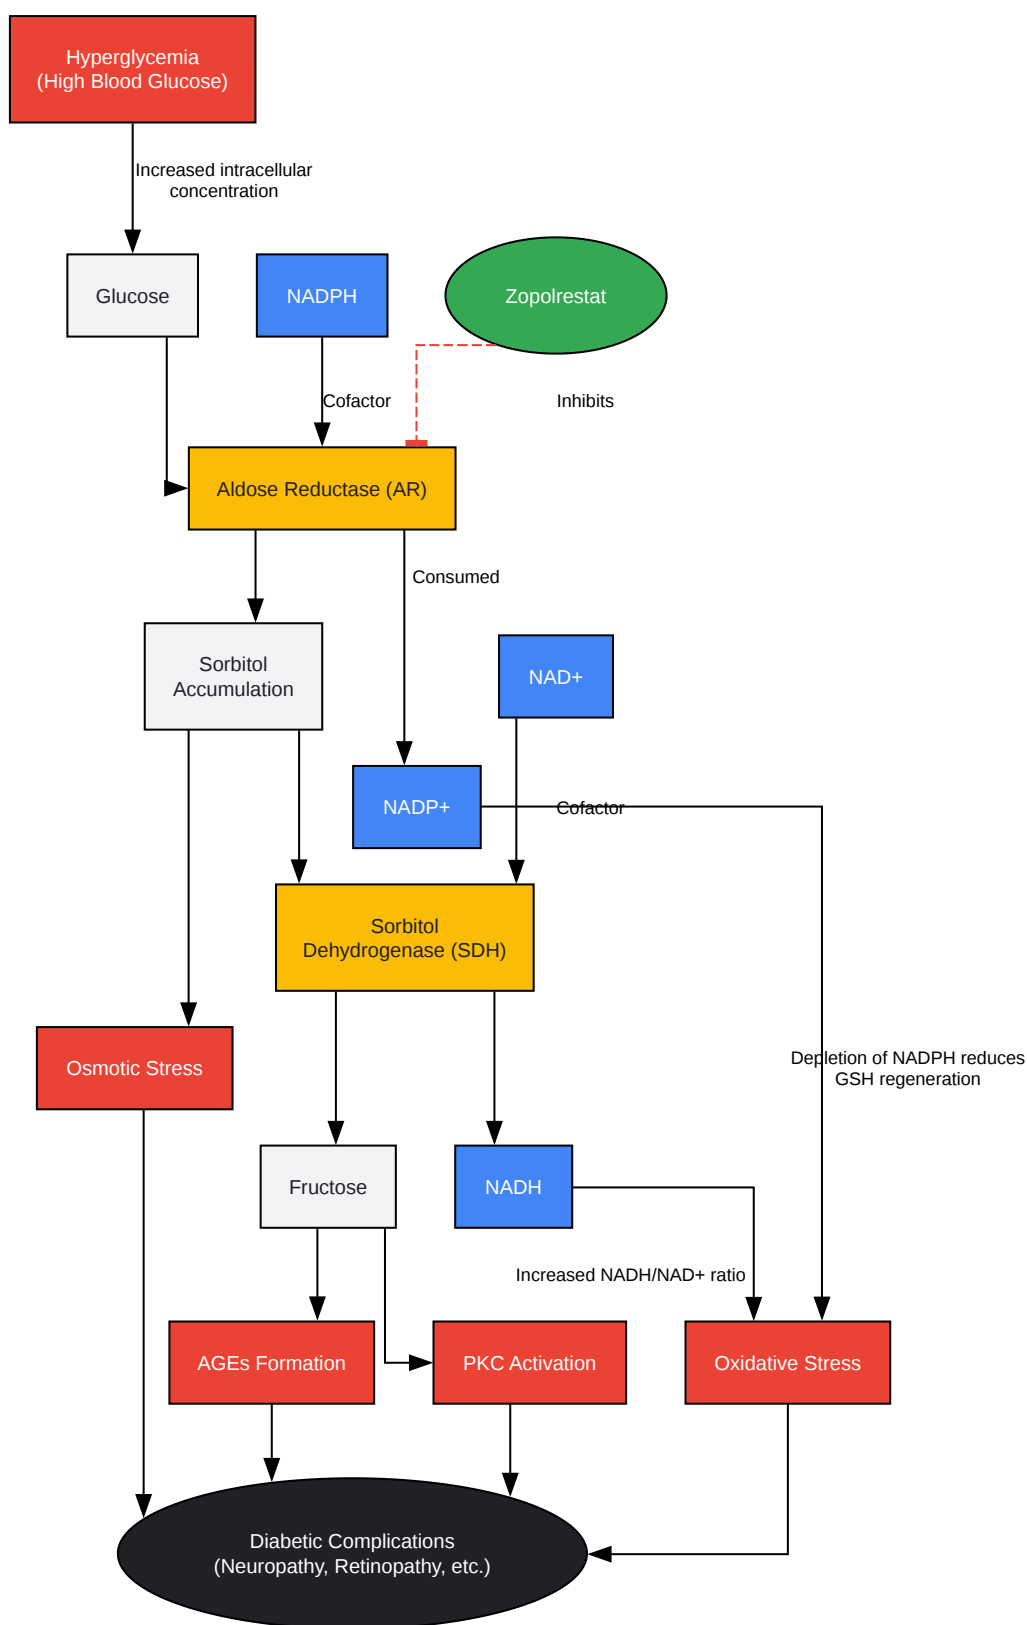 Hyperglycemia
(High Blood Glucose)
Increased intracellular
concentration
Glucose
NADPH
Zopolrestat
Cofactor
Inhibits
Aldose Reductase (AR)
Consumed
Sorbitol
Accumulation
NAD+
NADP+
Cofactor
Sorbitol
Dehydrogenase (SDH)
Osmotic Stress
Depletion of NADPH reduces
GSH regeneration
Fructose
NADH
Increased NADH/NAD+ ratio
AGEs Formation
PKC Activation
Oxidative Stress
Diabetic Complications
(Neuropathy, Retinopathy, etc.)